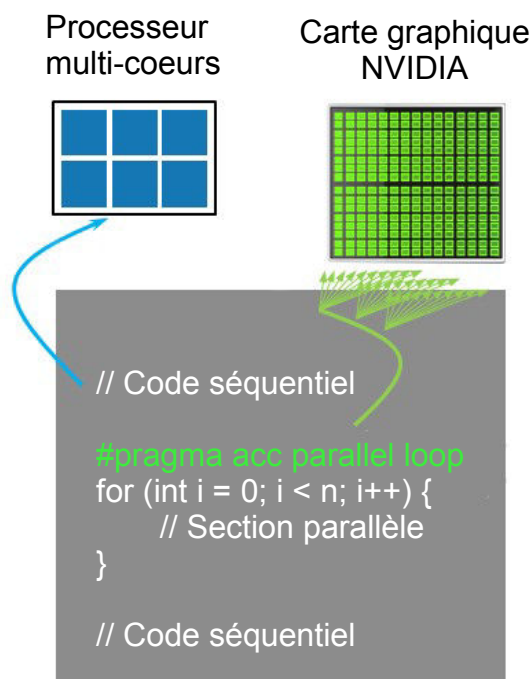 Processeur
multi-coeurs
Carte graphique
NVIDIA
// Code séquentiel
#pragma acc parallel loop
for (int i = 0; i < n; i++) {
// Section parallèle
}
// Code séquentiel